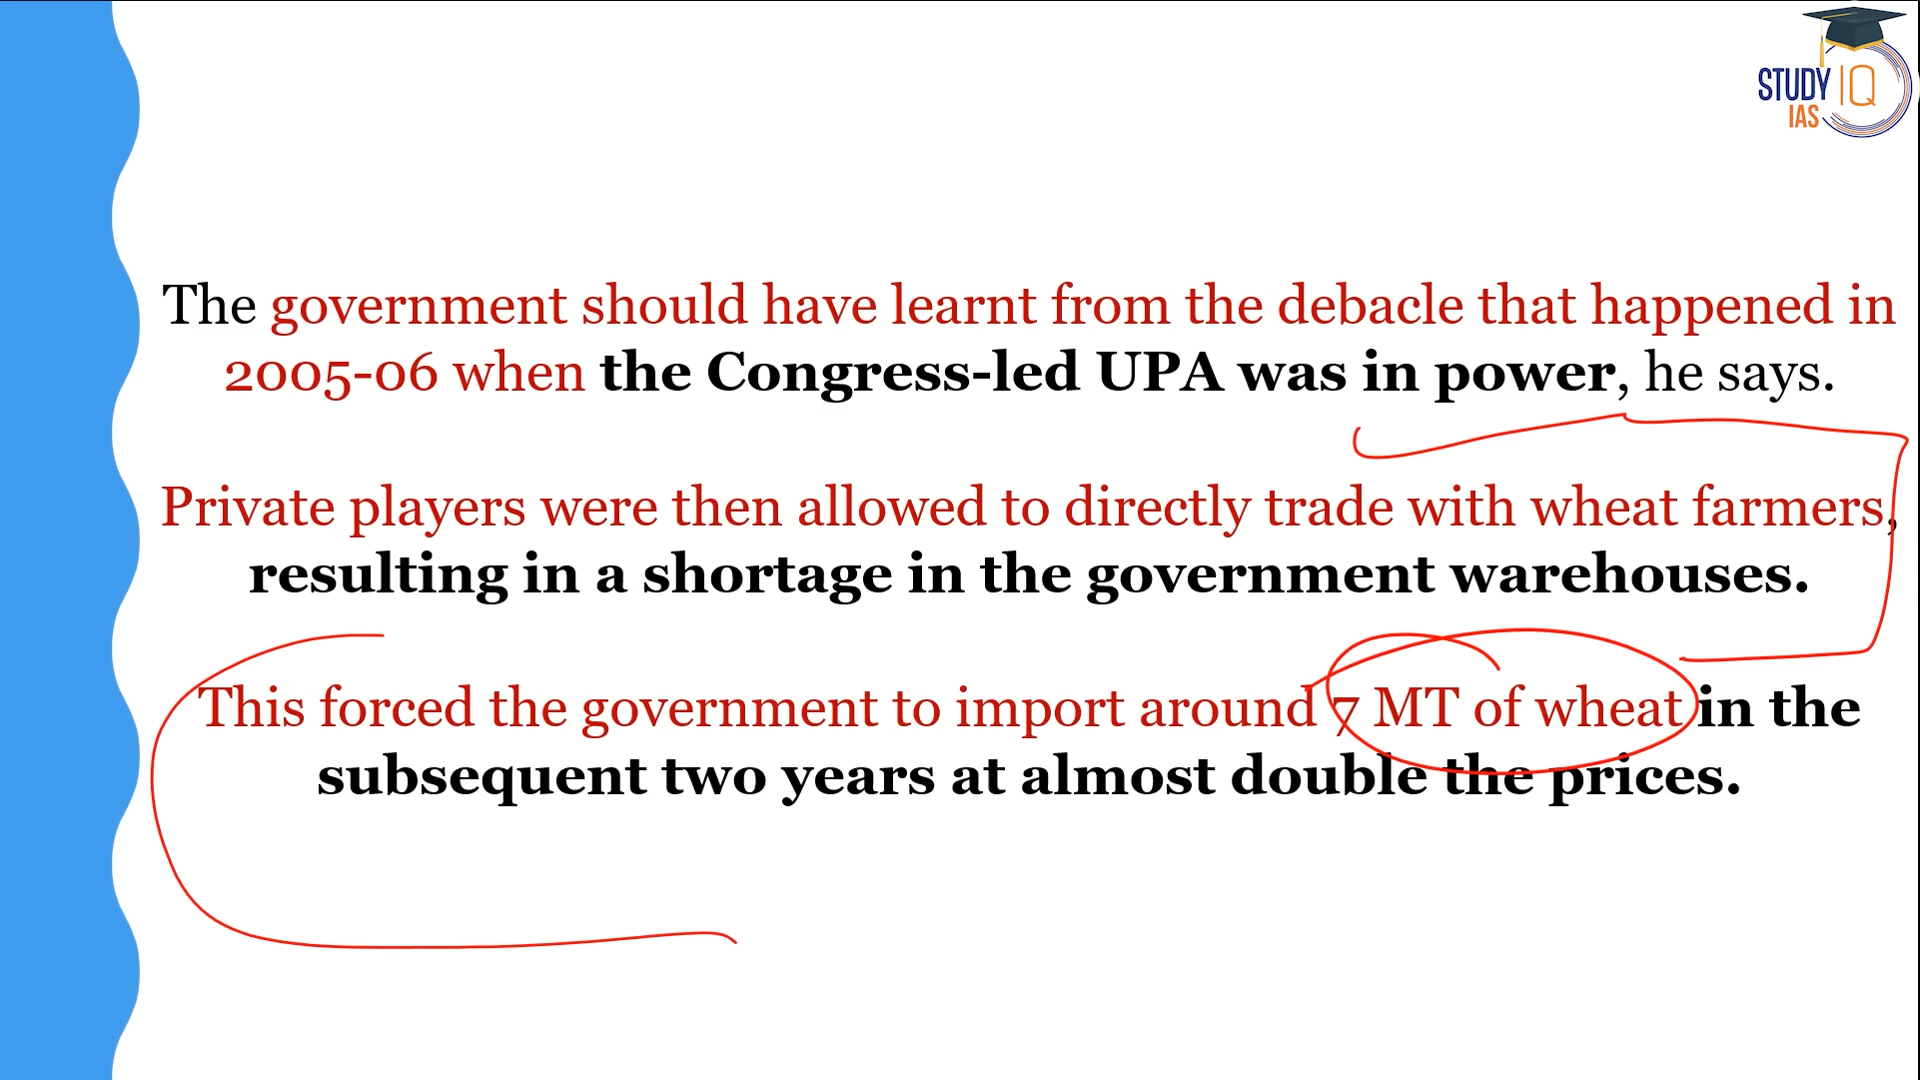 STUDY IQ
IAS
The government should have learnt from the debacle that happened in
2005-06 when the Congress-led UPA was in power, he says.
Private players were then allowed to directly trade with wheat farmers,
resulting in a shortage in the government warehouses.
This forced the government to import around 7 MT of wheat in the
subsequent two years at almost double the prices.